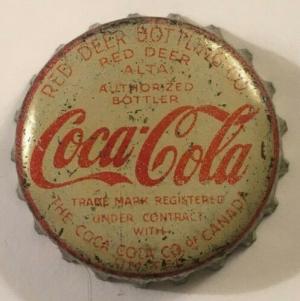 RED DEER BOTTLING CO
RED DEER
ALTA
AUTHORIZED
BOTTLER
Coca-Cola
TRADE MARK REGISTERED
UNDER CONTRACT
WITH
THE COCA COLA CO OF CANADA